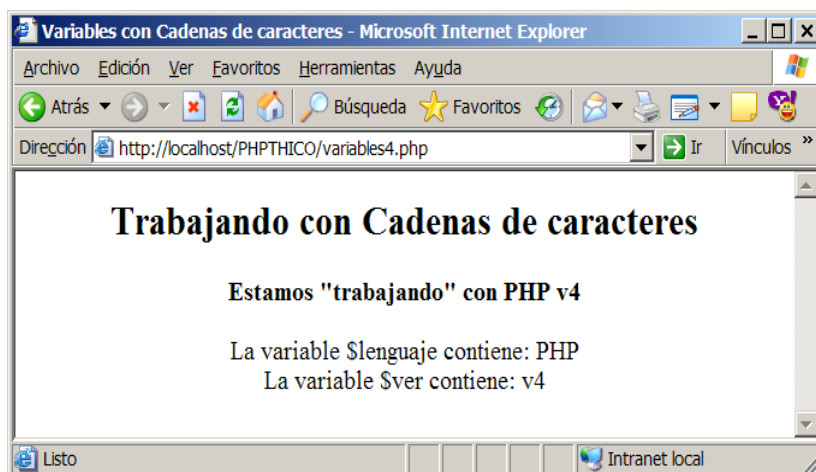 Variables con Cadenas de caracteres - Microsoft Internet Explorer
Archivo Edición Ver Favoritos Herramientas Ayuda
Atrás Búsqueda Favoritos
Dirección http://localhost/PHPTHICO/variables4.php Ir Vínculos »
Trabajando con Cadenas de caracteres
Estamos "trabajando" con PHP v4
La variable $lenguaje contiene: PHP
La variable $ver contiene: v4
Listo Intranet local